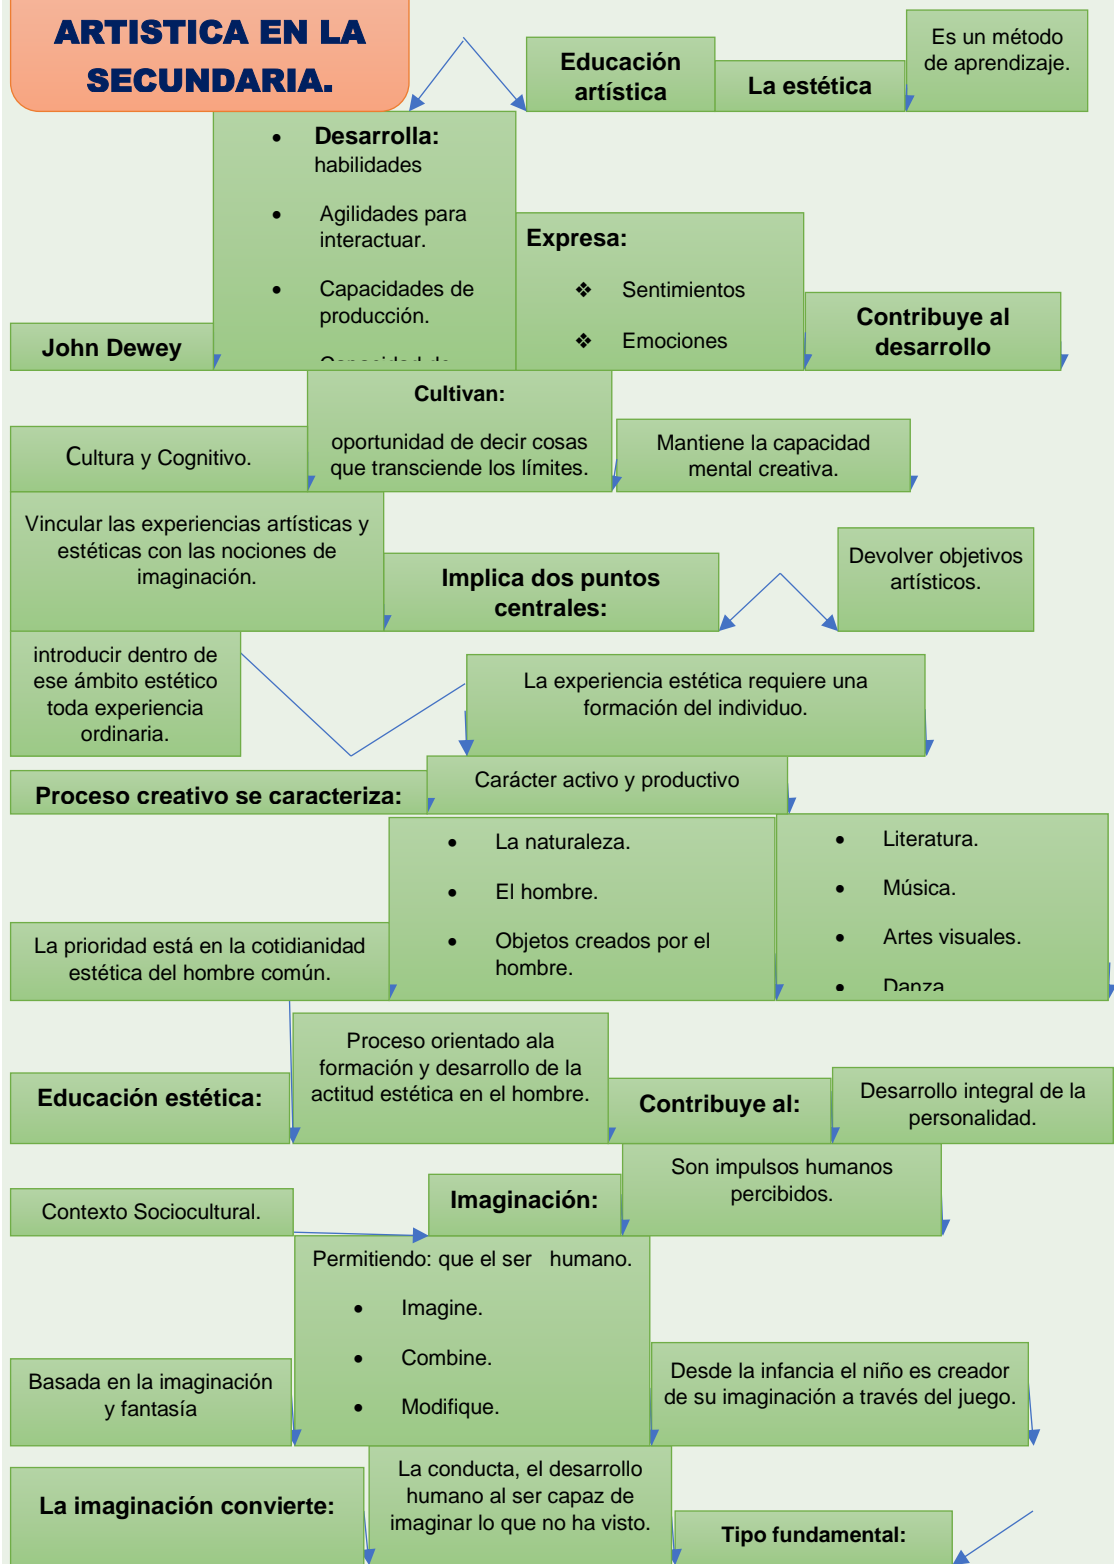 ARTISTICA EN LA
SECUNDARIA.
Educación
artística
La estética
Es un método
de aprendizaje.
• Desarrolla:
habilidades
• Agilidades para
interactuar.
• Capacidades de
producción.
John Dewey
Expresa:
❖ Sentimientos
❖ Emociones
Contribuye al
desarrollo
Cultura y Cognitivo.
Cultivan:
oportunidad de decir cosas
que transciende los límites.
Mantiene la capacidad
mental creativa.
Vincular las experiencias artísticas y
estéticas con las nociones de
imaginación.
Implica dos puntos
centrales:
Devolver objetivos
artísticos.
introducir dentro de
ese ámbito estético
toda experiencia
ordinaria.
La experiencia estética requiere una
formación del individuo.
Proceso creativo se caracteriza:
Carácter activo y productivo
La prioridad está en la cotidianidad
estética del hombre común.
• La naturaleza.
• El hombre.
• Objetos creados por el
hombre.
• Literatura.
• Música.
• Artes visuales.
• Danza
Educación estética:
Proceso orientado ala
formación y desarrollo de la
actitud estética en el hombre.
Contribuye al:
Desarrollo integral de la
personalidad.
Contexto Sociocultural.
Imaginación:
Son impulsos humanos
percibidos.
Basada en la imaginación
y fantasía
Permitiendo: que el ser humano.
• Imagine.
• Combine.
• Modifique.
Desde la infancia el niño es creador
de su imaginación a través del juego.
La imaginación convierte:
La conducta, el desarrollo
humano al ser capaz de
imaginar lo que no ha visto.
Tipo fundamental: